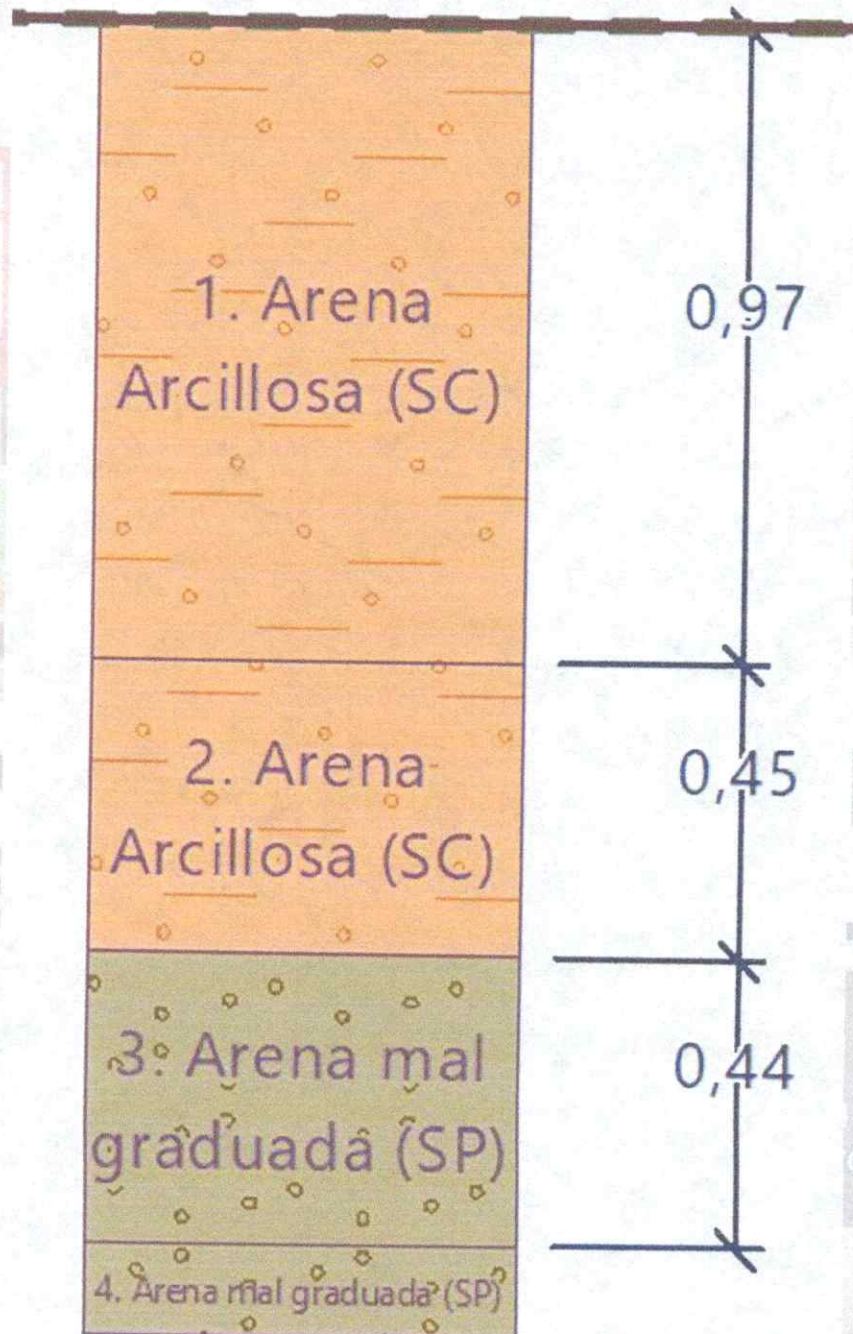 1. Arena
Arcillosa (SC)
0,97
2. Arena
Arcillosa (SC)
0,45
3. Arena mal
graduada (SP)
0,44
4. Arena mal graduada (SP)